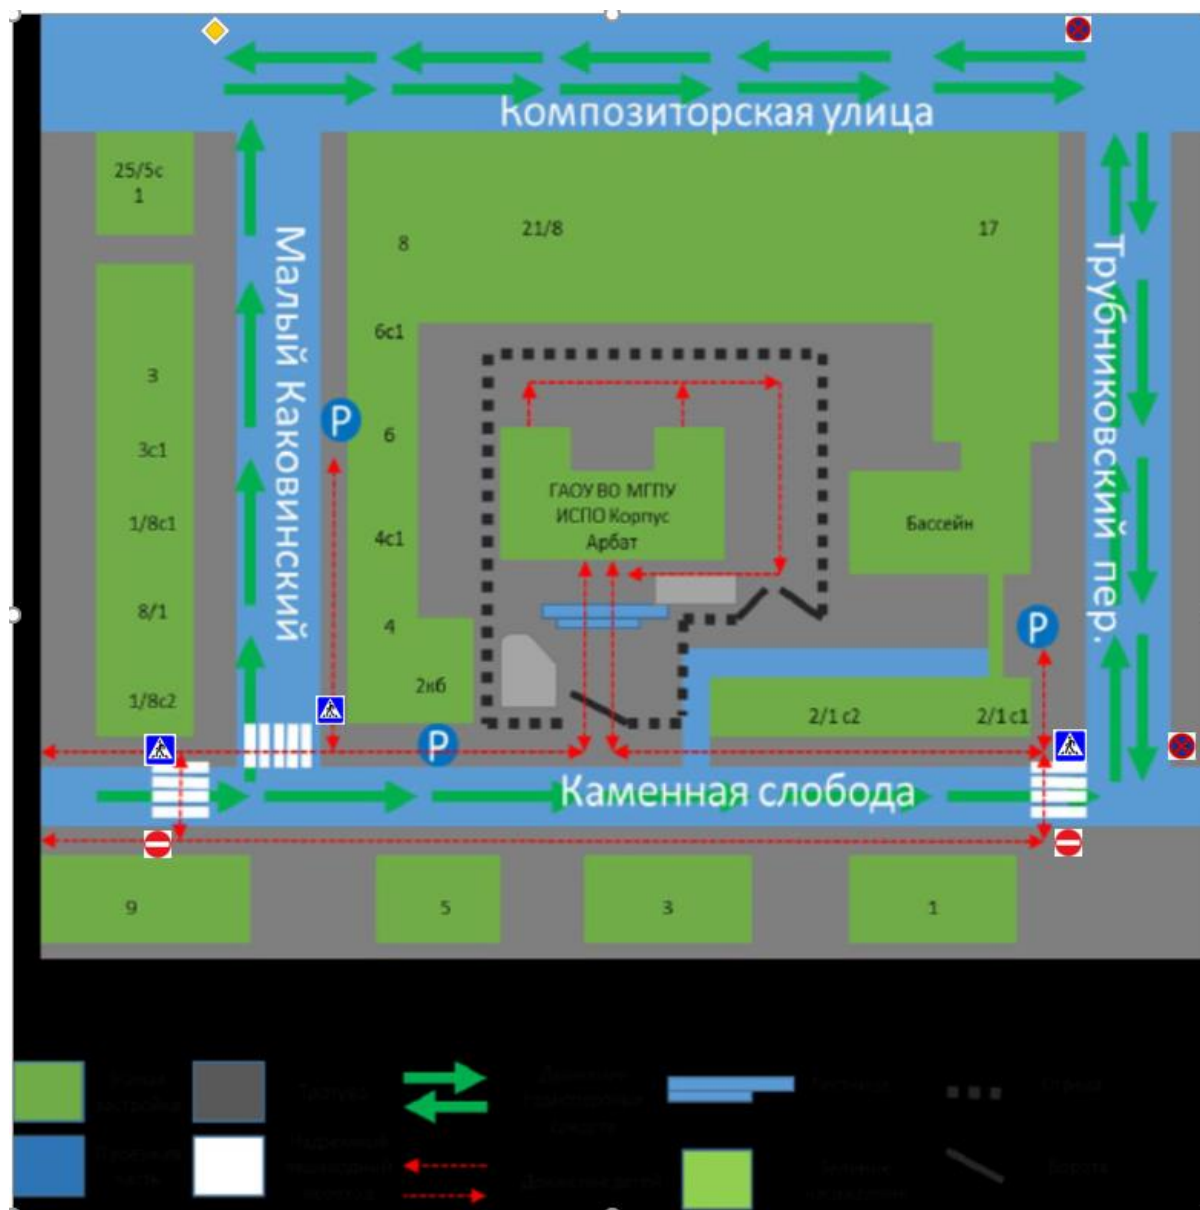 Композиторская улица
25/5с
1
8
21/8
17
Малый Каковинский
Трубниковский пер.
6с1
3
P
6
3с1
ГАОУ ВО МГПУ
ИСПО Корпус
Арбат
1/8с1
4с1
Бассейн
8/1
4
P
1/8с2
2кб
2/1 с2
2/1 с1
P
Каменная слобода
9
5
3
1